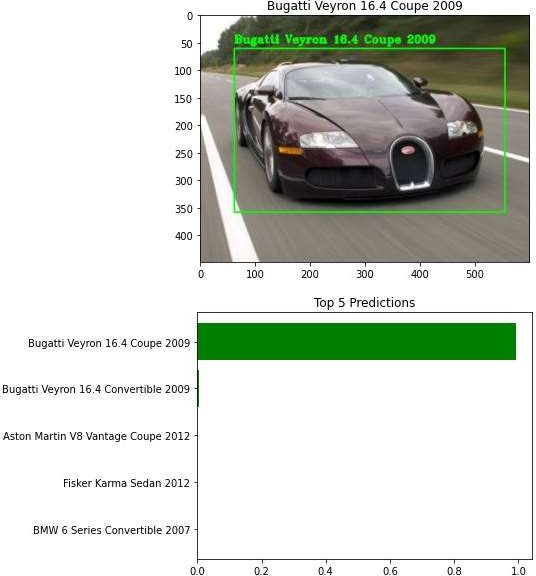 Bugatti Veyron 16.4 Coupe 2009
0
Bugatti Veyron 16.4 Coupe 2009
50
100
150
200
250
300
350
400
0 100 200 300 400 500
Top 5 Predictions
Bugatti Veyron 16.4 Coupe 2009
Bugatti Veyron 16.4 Convertible 2009
Aston Martin V8 Vantage Coupe 2012
Fisker Karma Sedan 2012
BMW 6 Series Convertible 2007
0.0 0.2 0.4 0.6 0.8 1.0